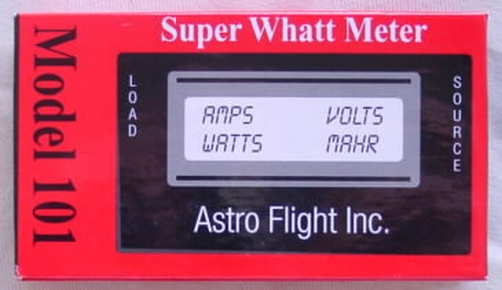 Super Whatt Meter
Model 101
LOAD
AMPS VOLTS
WATTS MAHR
SOURCE
Astro Flight Inc.